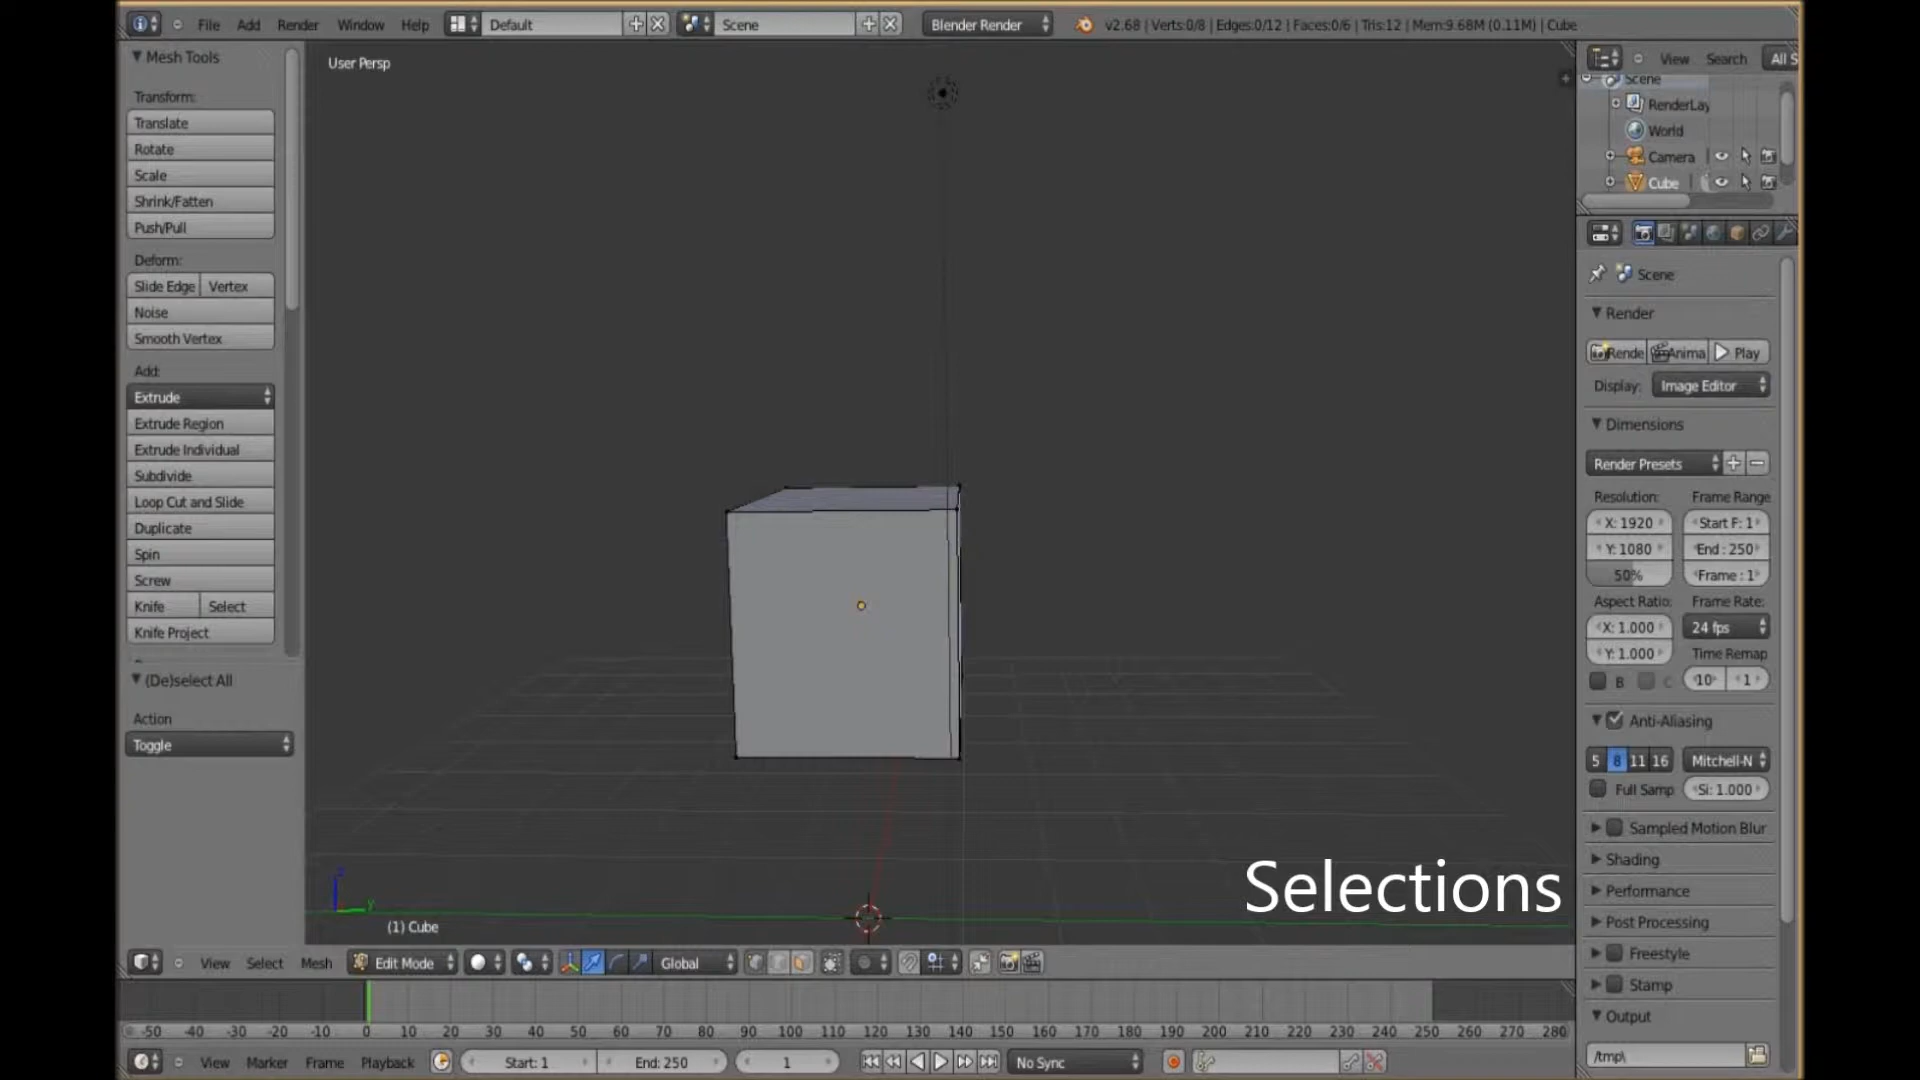 File Add Render Window Help Default Scene Blender Render v2.68 | Verts:0/8 | Edges:0/12 | Faces:0/6 | Tris:12 | Mem:9.68M (0.11M) | Cube
Mesh Tools
Transform:
Translate
Rotate
Scale
Shrink/Fatten
Push/Pull
Deform:
Slide Edge Vertex
Noise
Smooth Vertex
Add:
Extrude
Extrude Region
Extrude Individual
Subdivide
Loop Cut and Slide
Duplicate
Spin
Screw
Knife Select
Knife Project
(De)select All
Action
Toggle
User Persp
Selections
z
y
(1) Cube
View Search All S
Scene
RenderLay
World
Camera
Cube
Scene
Render
Rende Anima Play
Display: Image Editor
Dimensions
Render Presets
Resolution: Frame Range
X: 1920 Start F: 1
Y: 1080 End : 250
50% Frame : 1
Aspect Ratio: Frame Rate:
X: 1.000 24 fps
Y: 1.000 Time Remap
B C 10 1
Anti-Aliasing
5 8 11 16 Mitchell-N
Full Samp Si: 1.000
Sampled Motion Blur
Shading
Performance
Post Processing
Freestyle
Stamp
Output
/tmp\
View Select Mesh Edit Mode Global
-50 -40 -30 -20 -10 0 10 20 30 40 50 60 70 80 90 100 110 120 130 140 150 160 170 180 190 200 210 220 230 240 250 260 270 280
View Marker Frame Playback Start: 1 End: 250 1 No Sync